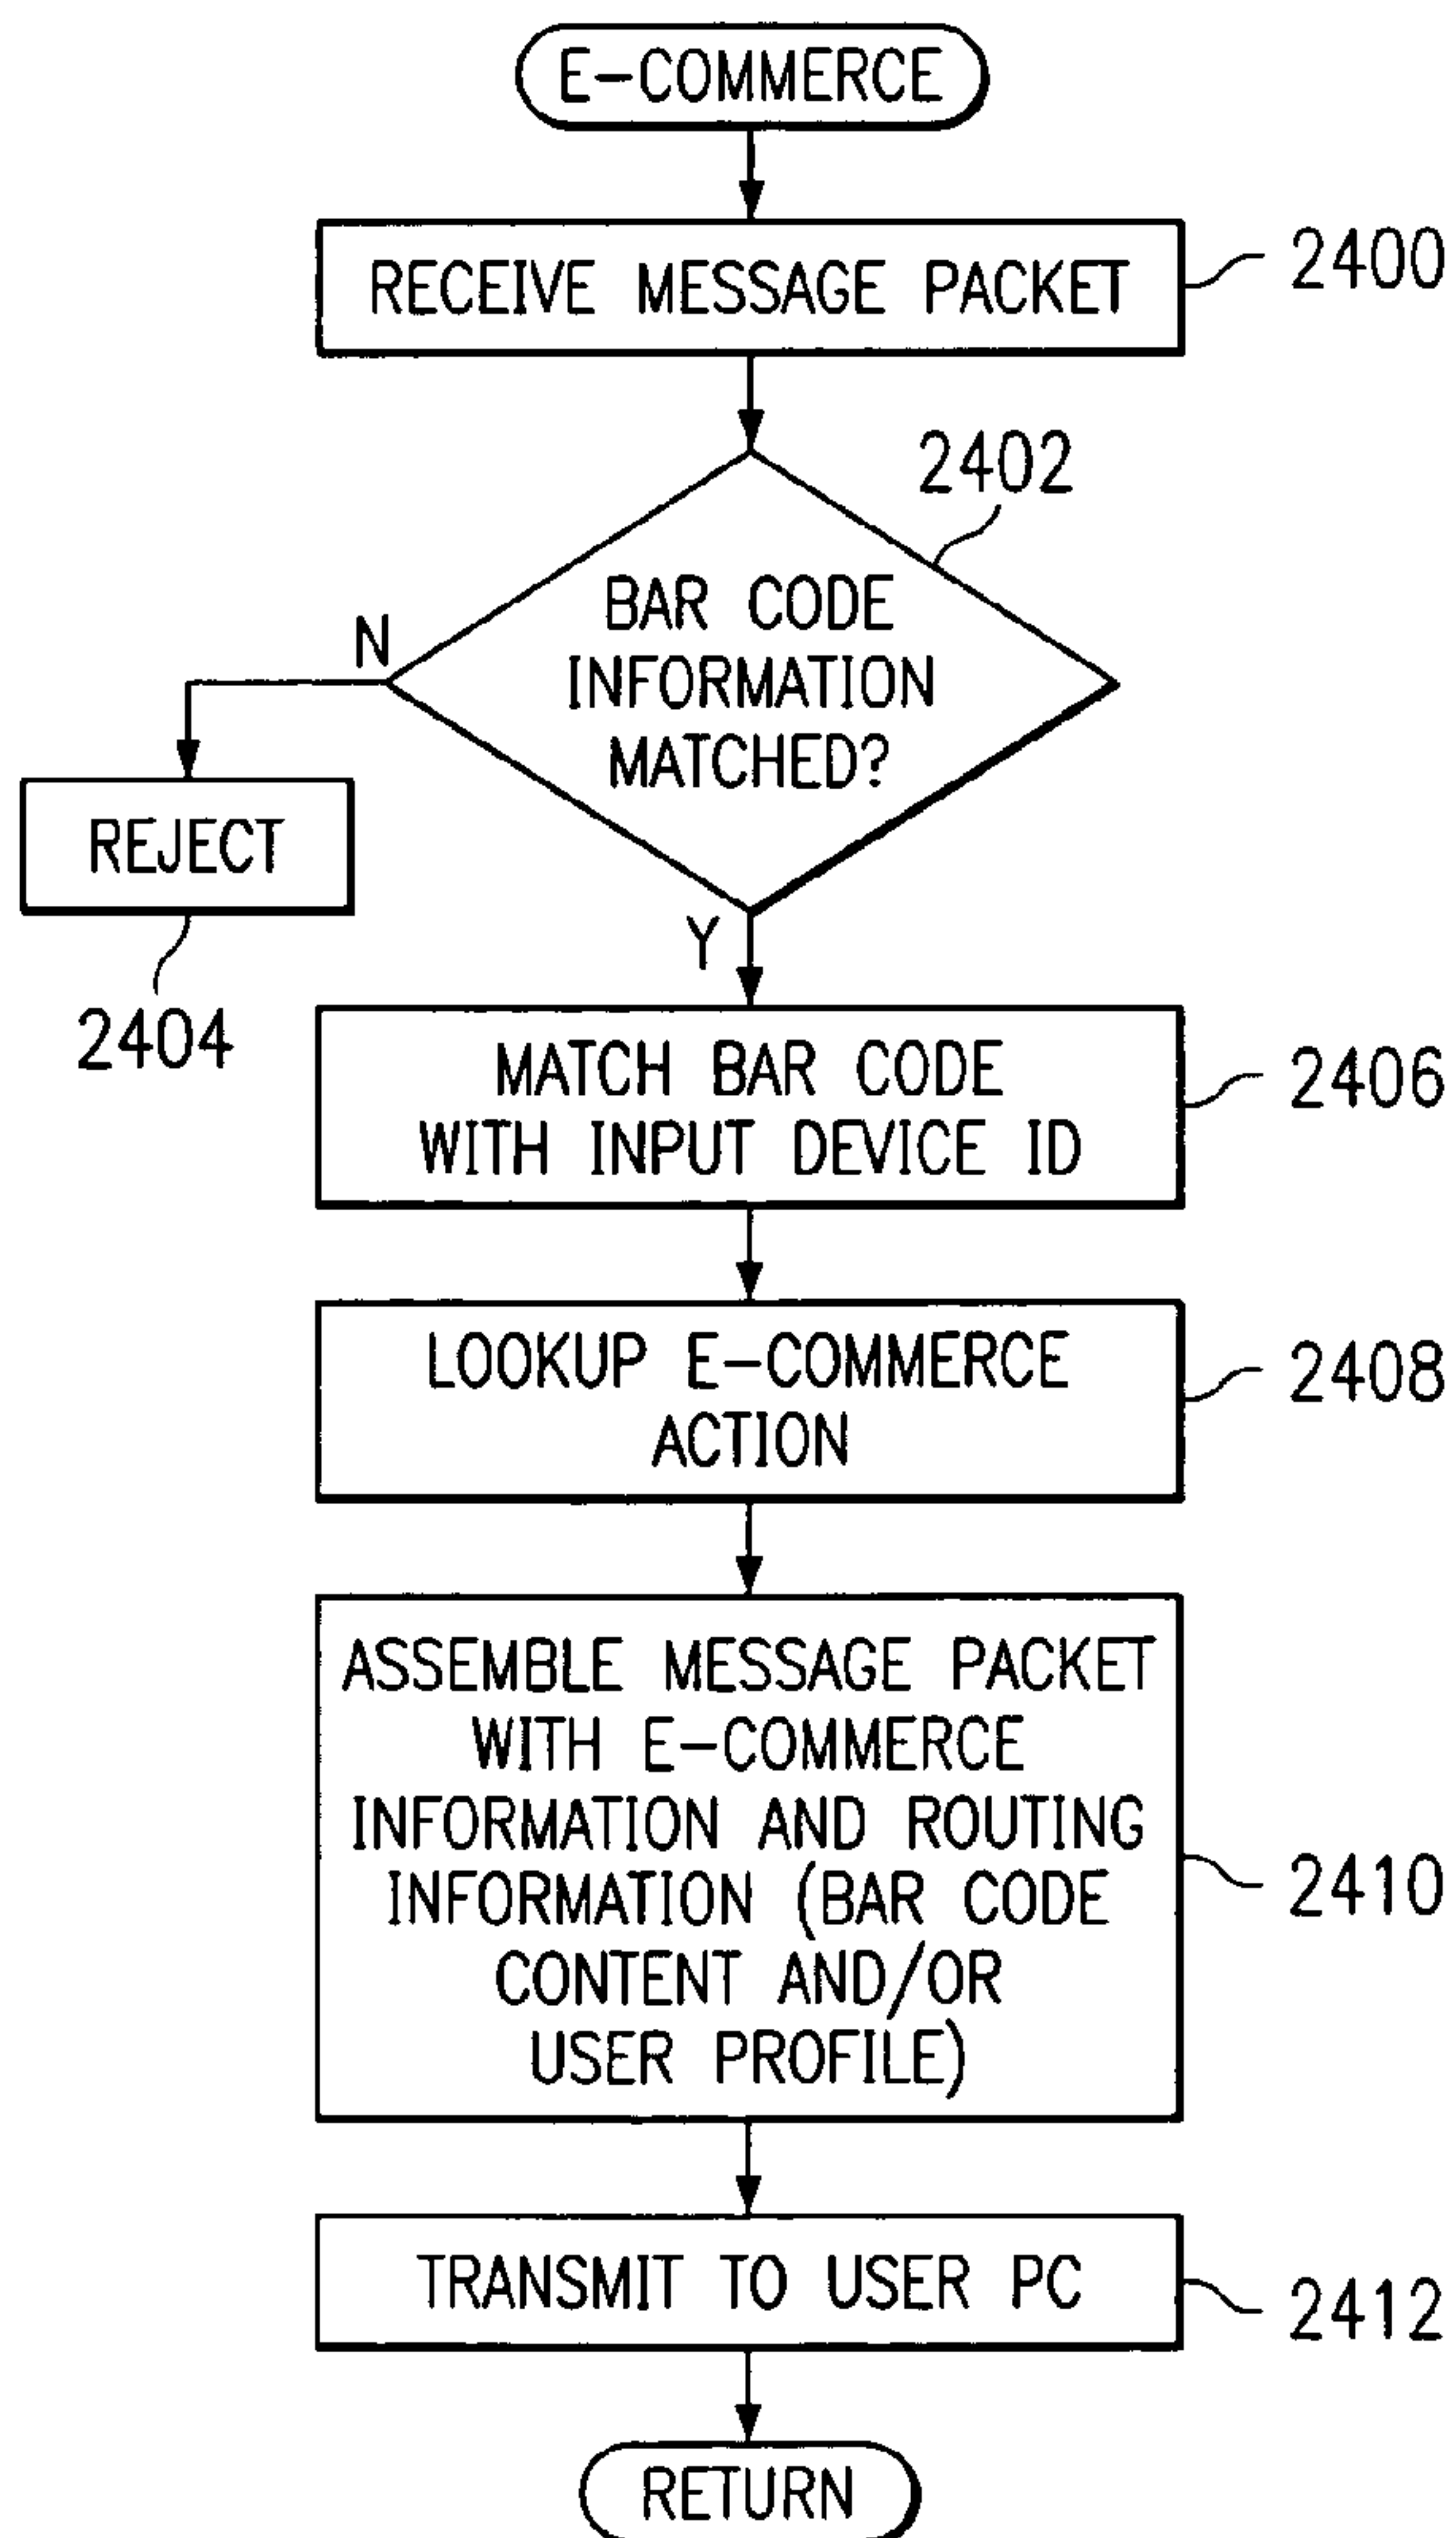 E-COMMERCE
RECEIVE MESSAGE PACKET
2400
2402
BAR CODE
INFORMATION
MATCHED?
N
REJECT
2404
Y
MATCH BAR CODE
WITH INPUT DEVICE ID
2406
LOOKUP E-COMMERCE
ACTION
2408
ASSEMBLE MESSAGE PACKET
WITH E-COMMERCE
INFORMATION AND ROUTING
INFORMATION (BAR CODE
CONTENT AND/OR
USER PROFILE)
2410
TRANSMIT TO USER PC
2412
RETURN